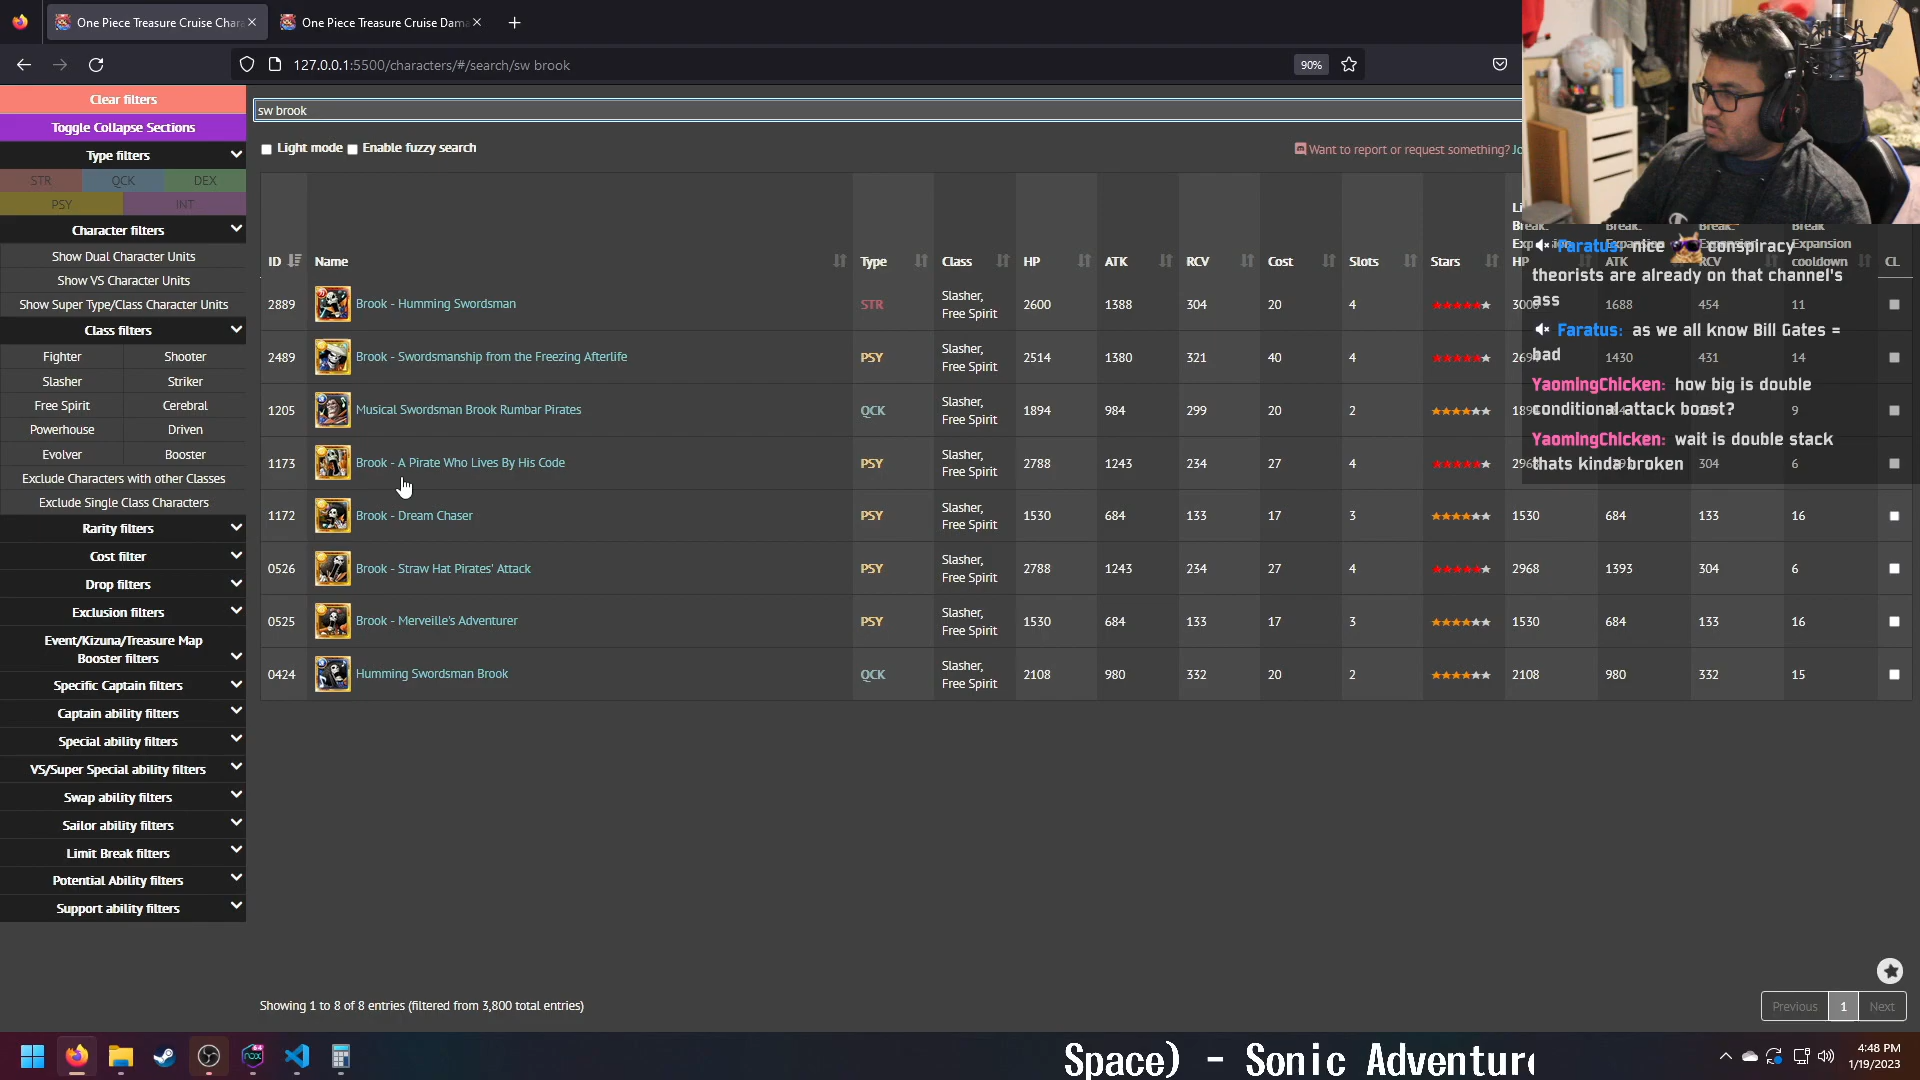 One Piece Treasure Cruise Char
One Piece Treasure Cruise Dam
127.0.0.1:5500/characters/#/search/sw brook
90%
Clear filters
Toggle Collapse Sections
Type filters
STR
QCK
DEX
PSY
INT
Character filters
Show Dual Character Units
Show VS Character Units
Show Super Type/Class Character Units
Class filters
Fighter
Shooter
Slasher
Striker
Free Spirit
Cerebral
Powerhouse
Driven
Evolver
Booster
Exclude Characters with other Classes
Exclude Single Class Characters
Rarity filters
Cost filter
Drop filters
Exclusion filters
Event/Kizuna/Treasure Map
Booster filters
Specific Captain filters
Captain ability filters
Special ability filters
VS/Super Special ability filters
Swap ability filters
Sailor ability filters
Limit Break filters
Potential Ability filters
Support ability filters
sw brook
Light mode
Enable fuzzy search
Want to report or request something? Jo
ID Name Type Class HP ATK RCV Cost Slots Stars CL
2889 Brook - Humming Swordsman STR Slasher, Free Spirit 2600 1388 304 20 4 1688 454 11
2489 Brook - Swordsmanship from the Freezing Afterlife PSY Slasher, Free Spirit 2514 1380 321 40 4 1430 431 14
1205 Musical Swordsman Brook Rumbar Pirates QCK Slasher, Free Spirit 1894 984 299 20 2 9
1173 Brook - A Pirate Who Lives By His Code PSY Slasher, Free Spirit 2788 1243 234 27 4 304 6
1172 Brook - Dream Chaser PSY Slasher, Free Spirit 1530 684 133 17 3 1530 684 133 16
0526 Brook - Straw Hat Pirates' Attack PSY Slasher, Free Spirit 2788 1243 234 27 4 2968 1393 304 6
0525 Brook - Merveille's Adventurer PSY Slasher, Free Spirit 1530 684 133 17 3 1530 684 133 16
0424 Humming Swordsman Brook QCK Slasher, Free Spirit 2108 980 332 20 2 2108 980 332 15
Faratus: nice conspiracy
theorists are already on that channel's
ass
Faratus: as we all know Bill Gates =
bad
YaomingChicken: how big is double
conditional attack boost?
YaomingChicken: wait is double stack
thats kinda broken
Showing 1 to 8 of 8 entries (filtered from 3,800 total entries)
Previous
1
Next
Space) - Sonic Adventure
4:48 PM
1/19/2023